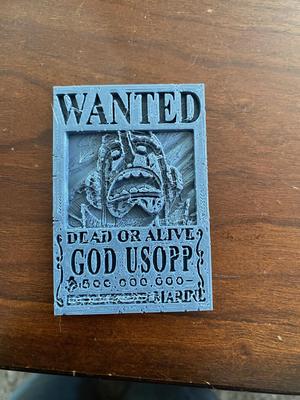 WANTED
DEAD OR ALIVE
GOD USOPP
MARINE